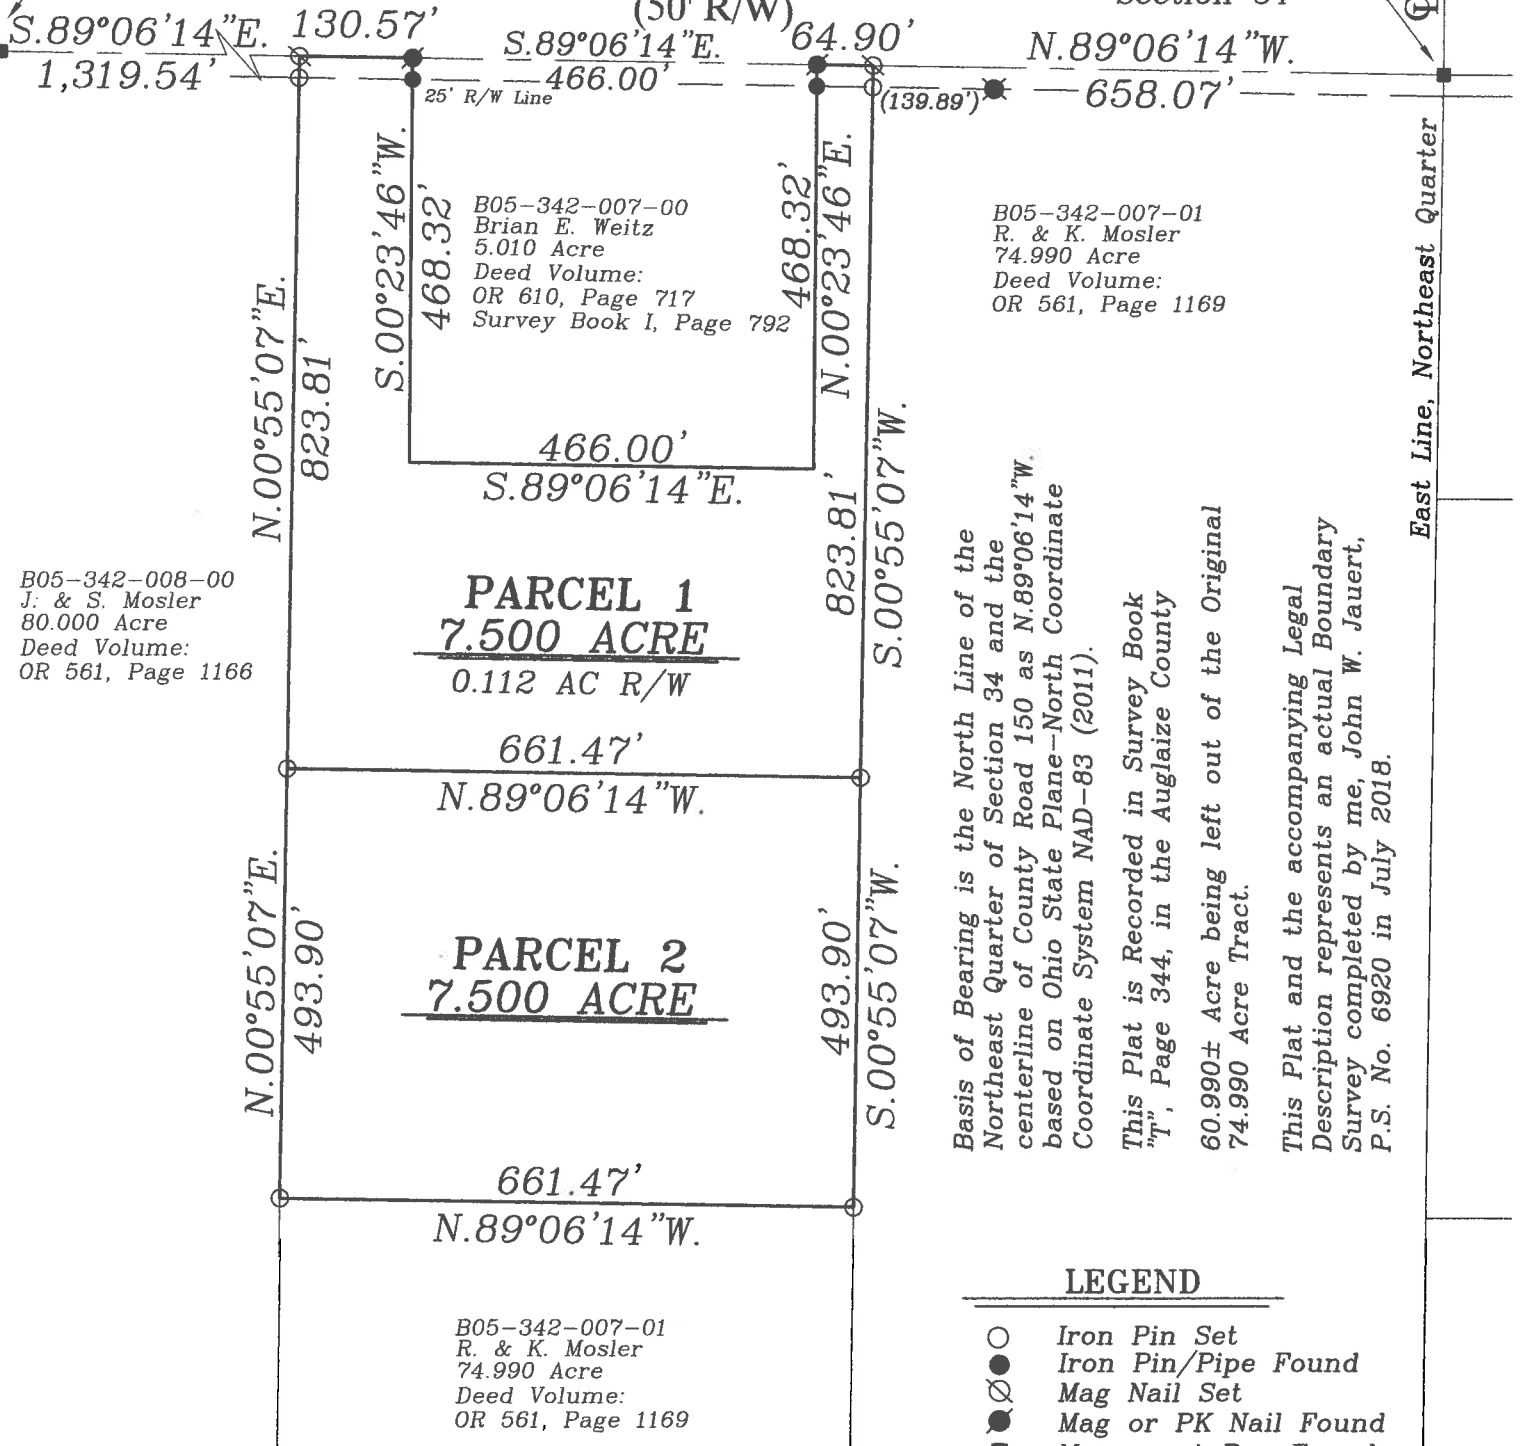 (50' R/W)
Section 34
S.89°06'14"E.
130.57'
S.89°06'14"E.
64.90'
N.89°06'14"W.
1,319.54'
466.00'
25' R/W Line
(139.89')
658.07'
S.00°23'46"W.
468.32'
B05-342-007-00
Brian E. Weitz
5.010 Acre
Deed Volume:
OR 610, Page 717
Survey Book I, Page 792
468.32'
N.00°23'46"E.
B05-342-007-01
R. & K. Mosler
74.990 Acre
Deed Volume:
OR 561, Page 1169
East Line, Northeast Quarter
N.00°55'07"E.
823.81'
466.00'
S.89°06'14"E.
823.81'
S.00°55'07"W.
B05-342-008-00
J. & S. Mosler
80.000 Acre
Deed Volume:
OR 561, Page 1166
PARCEL 1
7.500 ACRE
0.112 AC R/W
661.47'
N.89°06'14"W.
N.00°55'07"E.
493.90'
PARCEL 2
7.500 ACRE
493.90'
S.00°55'07"W.
661.47'
N.89°06'14"W.
B05-342-007-01
R. & K. Mosler
74.990 Acre
Deed Volume:
OR 561, Page 1169
Basis of Bearing is the North Line of the
Northeast Quarter of Section 34 and the
centerline of County Road 150 as N.89°06'14"W.
based on Ohio State Plane-North Coordinate
Coordinate System NAD-83 (2011).
This Plat is Recorded in Survey Book
"T", Page 344, in the Auglaize County
60.990± Acre being left out of the Original
74.990 Acre Tract.
This Plat and the accompanying Legal
Description represents an actual Boundary
Survey completed by me, John W. Jauert,
P.S. No. 6920 in July 2018.
LEGEND
Iron Pin Set
Iron Pin/Pipe Found
Mag Nail Set
Mag or PK Nail Found